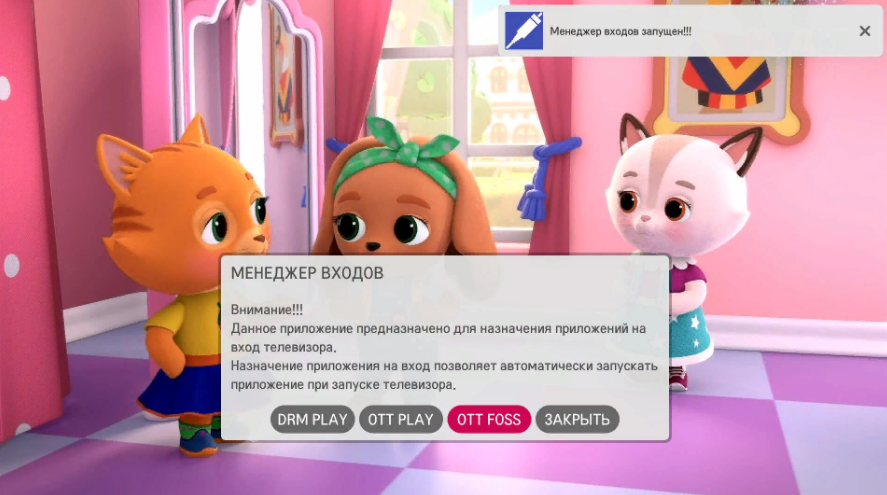 Менеджер входов запущен!!!
МЕНЕДЖЕР ВХОДОВ
Внимание!!!
Данное приложение предназначено для назначения приложений на
вход телевизора.
Назначение приложения на вход позволяет автоматически запускать
приложение при запуске телевизора.
DRM PLAY OTT PLAY OTT FOSS ЗАКРЫТЬ